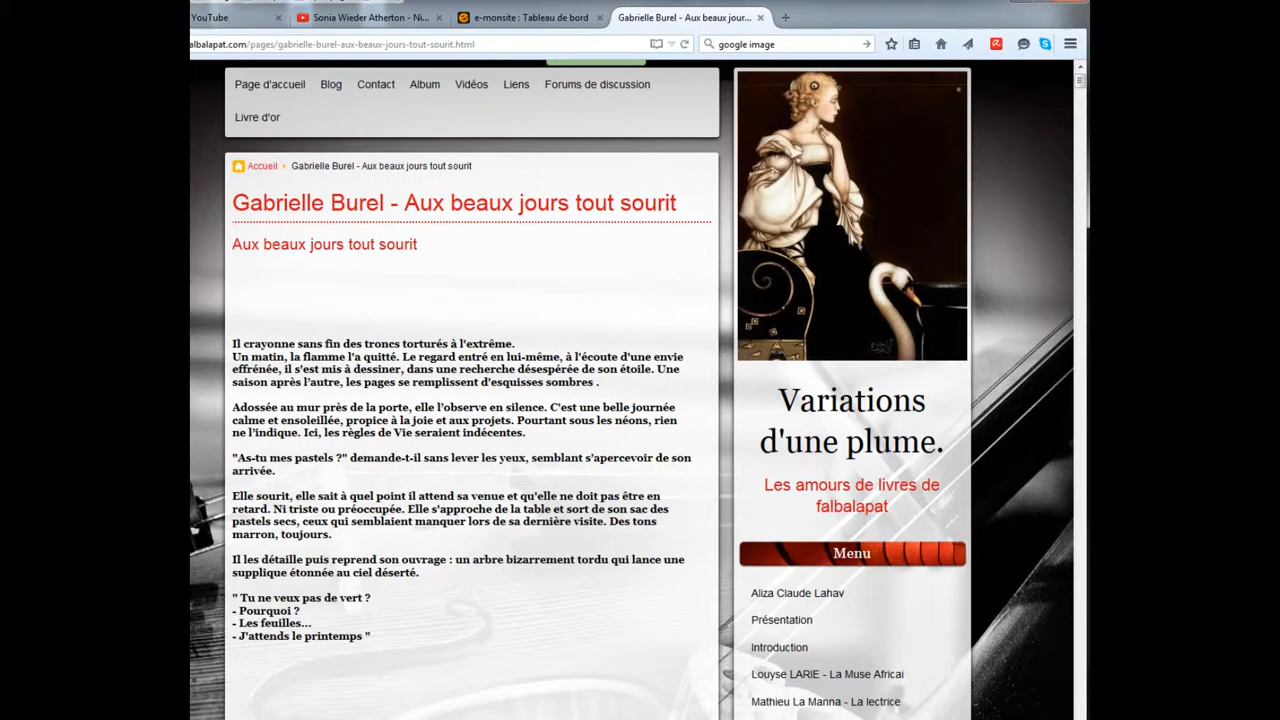 YouTube
Sonia Wieder Atherton - Ni...
e-monsite : Tableau de bord
Gabrielle Burel - Aux beaux jour...
albalapat.com/pages/gabrielle-burel-aux-beaux-jours-tout-sourit.html
google image
Page d'accueil Blog Contact Album Vidéos Liens Forums de discussion
Livre d'or
Accueil Gabrielle Burel - Aux beaux jours tout sourit
Gabrielle Burel - Aux beaux jours tout sourit
Aux beaux jours tout sourit
Il crayonne sans fin des troncs torturés à l'extrême.
Un matin, la flamme l'a quitté. Le regard entré en lui-même, à l'écoute d'une envie
effrénée, il s'est mis à dessiner, dans une recherche désespérée de son étoile. Une
saison après l'autre, les pages se remplissent d'esquisses sombres .
Adossée au mur près de la porte, elle l'observe en silence. C'est une belle journée
calme et ensoleillée, propice à la joie et aux projets. Pourtant sous les néons, rien
ne l'indique. Ici, les règles de Vie seraient indécentes.
"As-tu mes pastels ?" demande-t-il sans lever les yeux, semblant s'apercevoir de son
arrivée.
Elle sourit, elle sait à quel point il attend sa venue et qu'elle ne doit pas être en
retard. Ni triste ou préoccupée. Elle s'approche de la table et sort de son sac des
pastels secs, ceux qui semblaient manquer lors de sa dernière visite. Des tons
marron, toujours.
Il les détaille puis reprend son ouvrage : un arbre bizarrement tordu qui lance une
supplique étonnée au ciel déserté.
" Tu ne veux pas de vert ?
- Pourquoi ?
- Les feuilles...
- J'attends le printemps "
Variations
d'une plume.
Les amours de livres de
falbalapat
Menu
Aliza Claude Lahav
Présentation
Introduction
Louyse LARIE - La Muse Africai
Mathieu La Manna - La lectrice